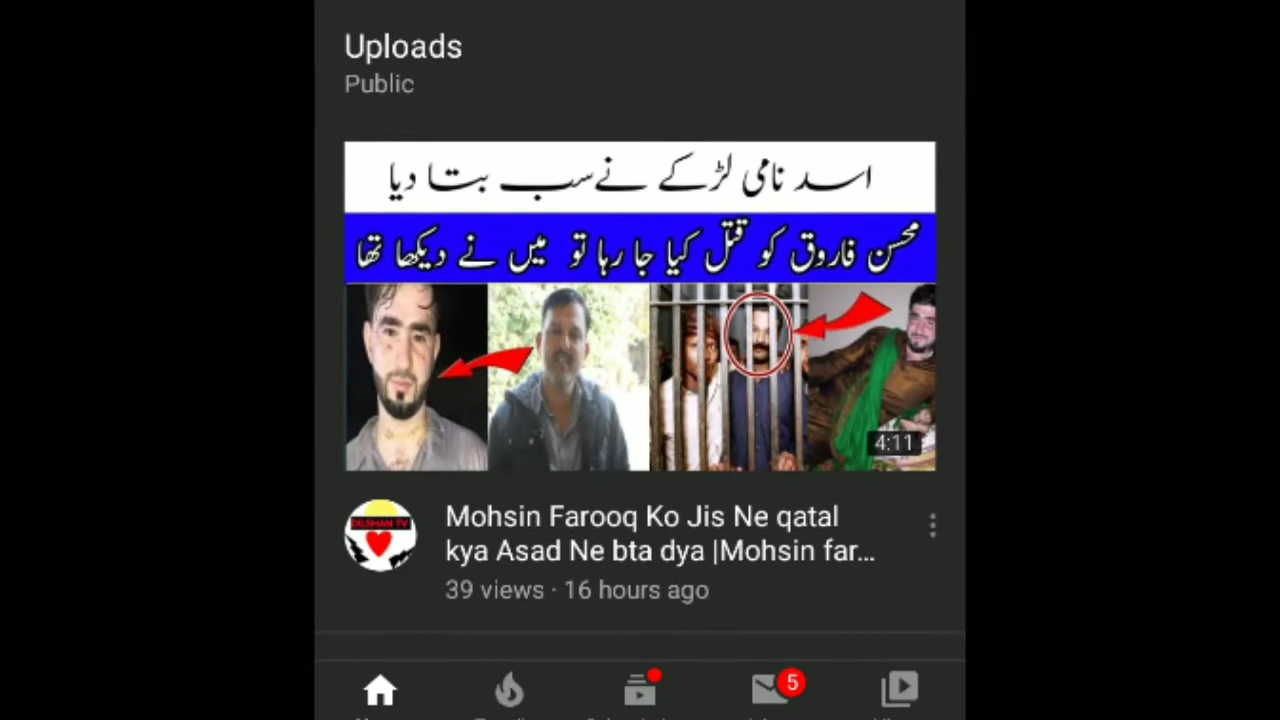 Uploads
Public
اسد نامی لڑکے نے سب بتا دیا
محسن فاروق کو قتل کیا جا رہا تو میں نے دیکھا تھا
4:11
DILSHAN TV
Mohsin Farooq Ko Jis Ne qatal
kya Asad Ne bta dya |Mohsin far...
39 views · 16 hours ago
5